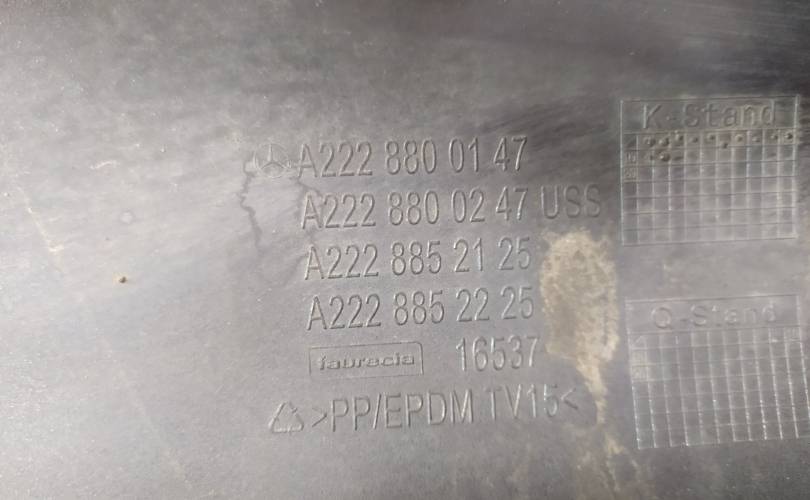 A222 880 01 47
A222 880 02 47 USS
A222 885 21 25
A222 885 22 25
faurecia 16537
>PP/EPDM TV15<
K-Stand
Q-Stand